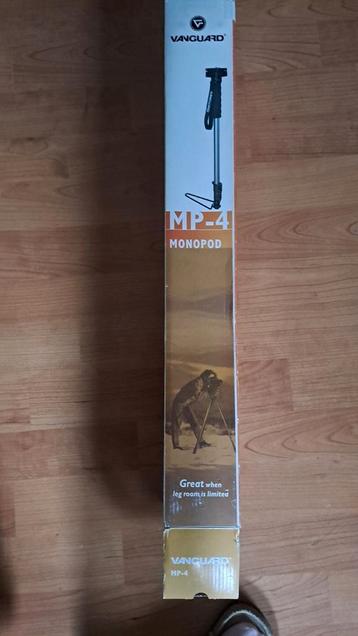 VANGUARD®
MP-4
MONOPOD
Great when
leg room is limited
VANGUARD®
MP-4